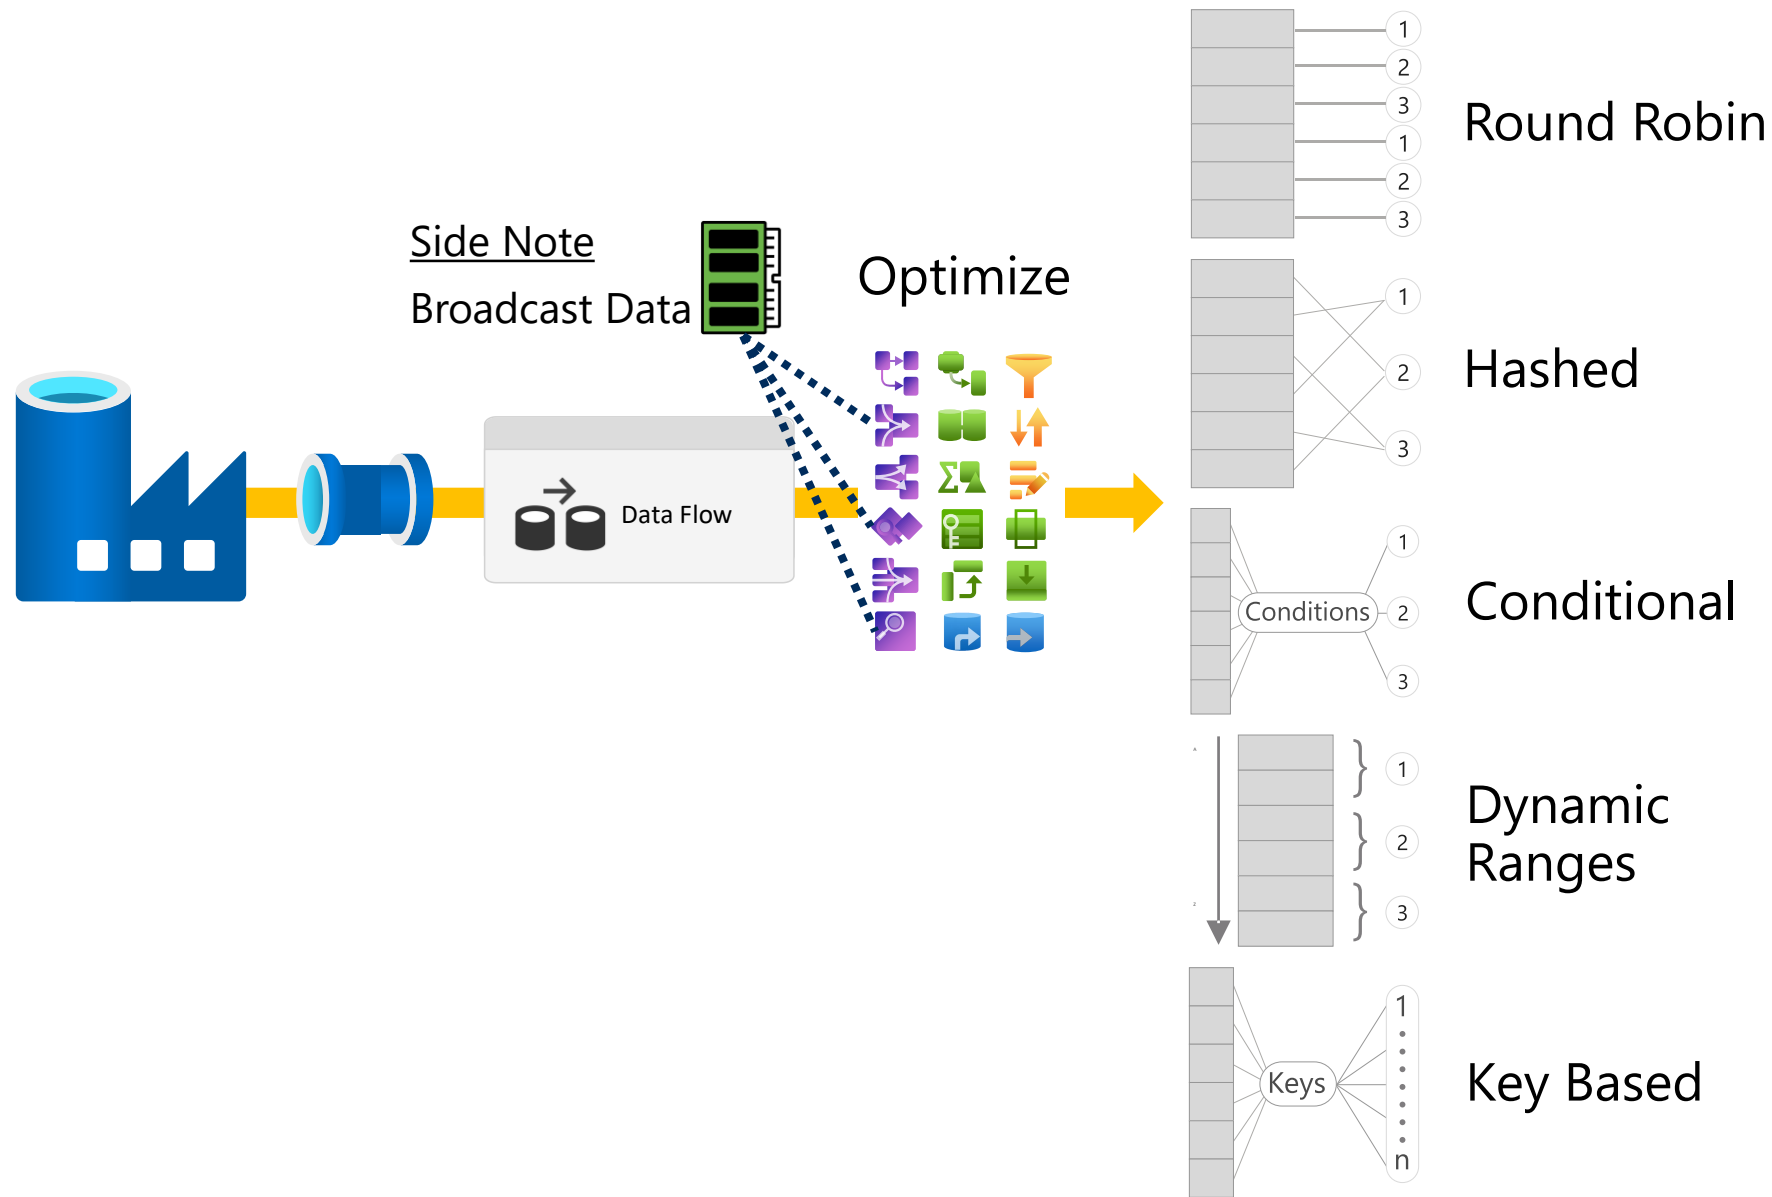 Side Note
Broadcast Data
Data Flow
Optimize
1
2
3
1
2
3
Round Robin
1
2
3
Hashed
Conditions
1
2
3
Conditional
1
2
3
Dynamic
Ranges
Keys
1
n
Key Based